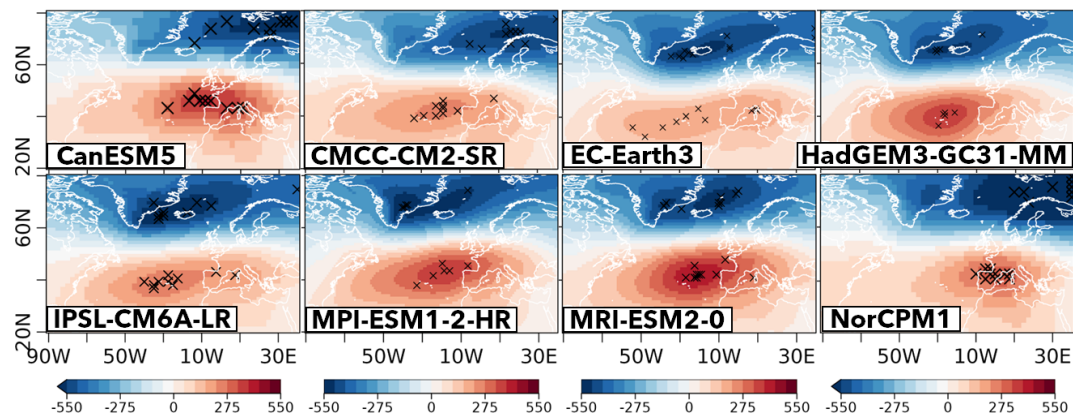 60N
20N
CanESM5
CMCC-CM2-SR
EC-Earth3
HadGEM3-GC31-MM
60N
20N
IPSL-CM6A-LR
MPI-ESM1-2-HR
MRI-ESM2-0
NorCPM1
90W 50W 10W 30E
50W 10W 30E
50W 10W 30E
50W 10W 30E
-550 -275 0 275 550
-550 -275 0 275 550
-550 -275 0 275 550
-550 -275 0 275 550